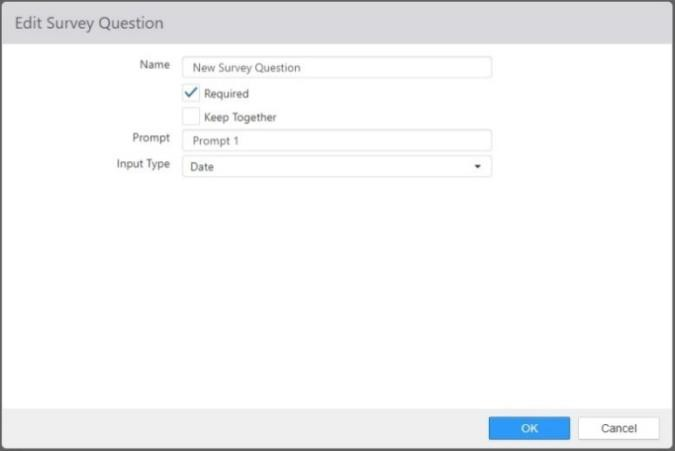 Edit Survey Question
Name New Survey Question
Required
Keep Together
Prompt Prompt 1
Input Type Date
OK Cancel